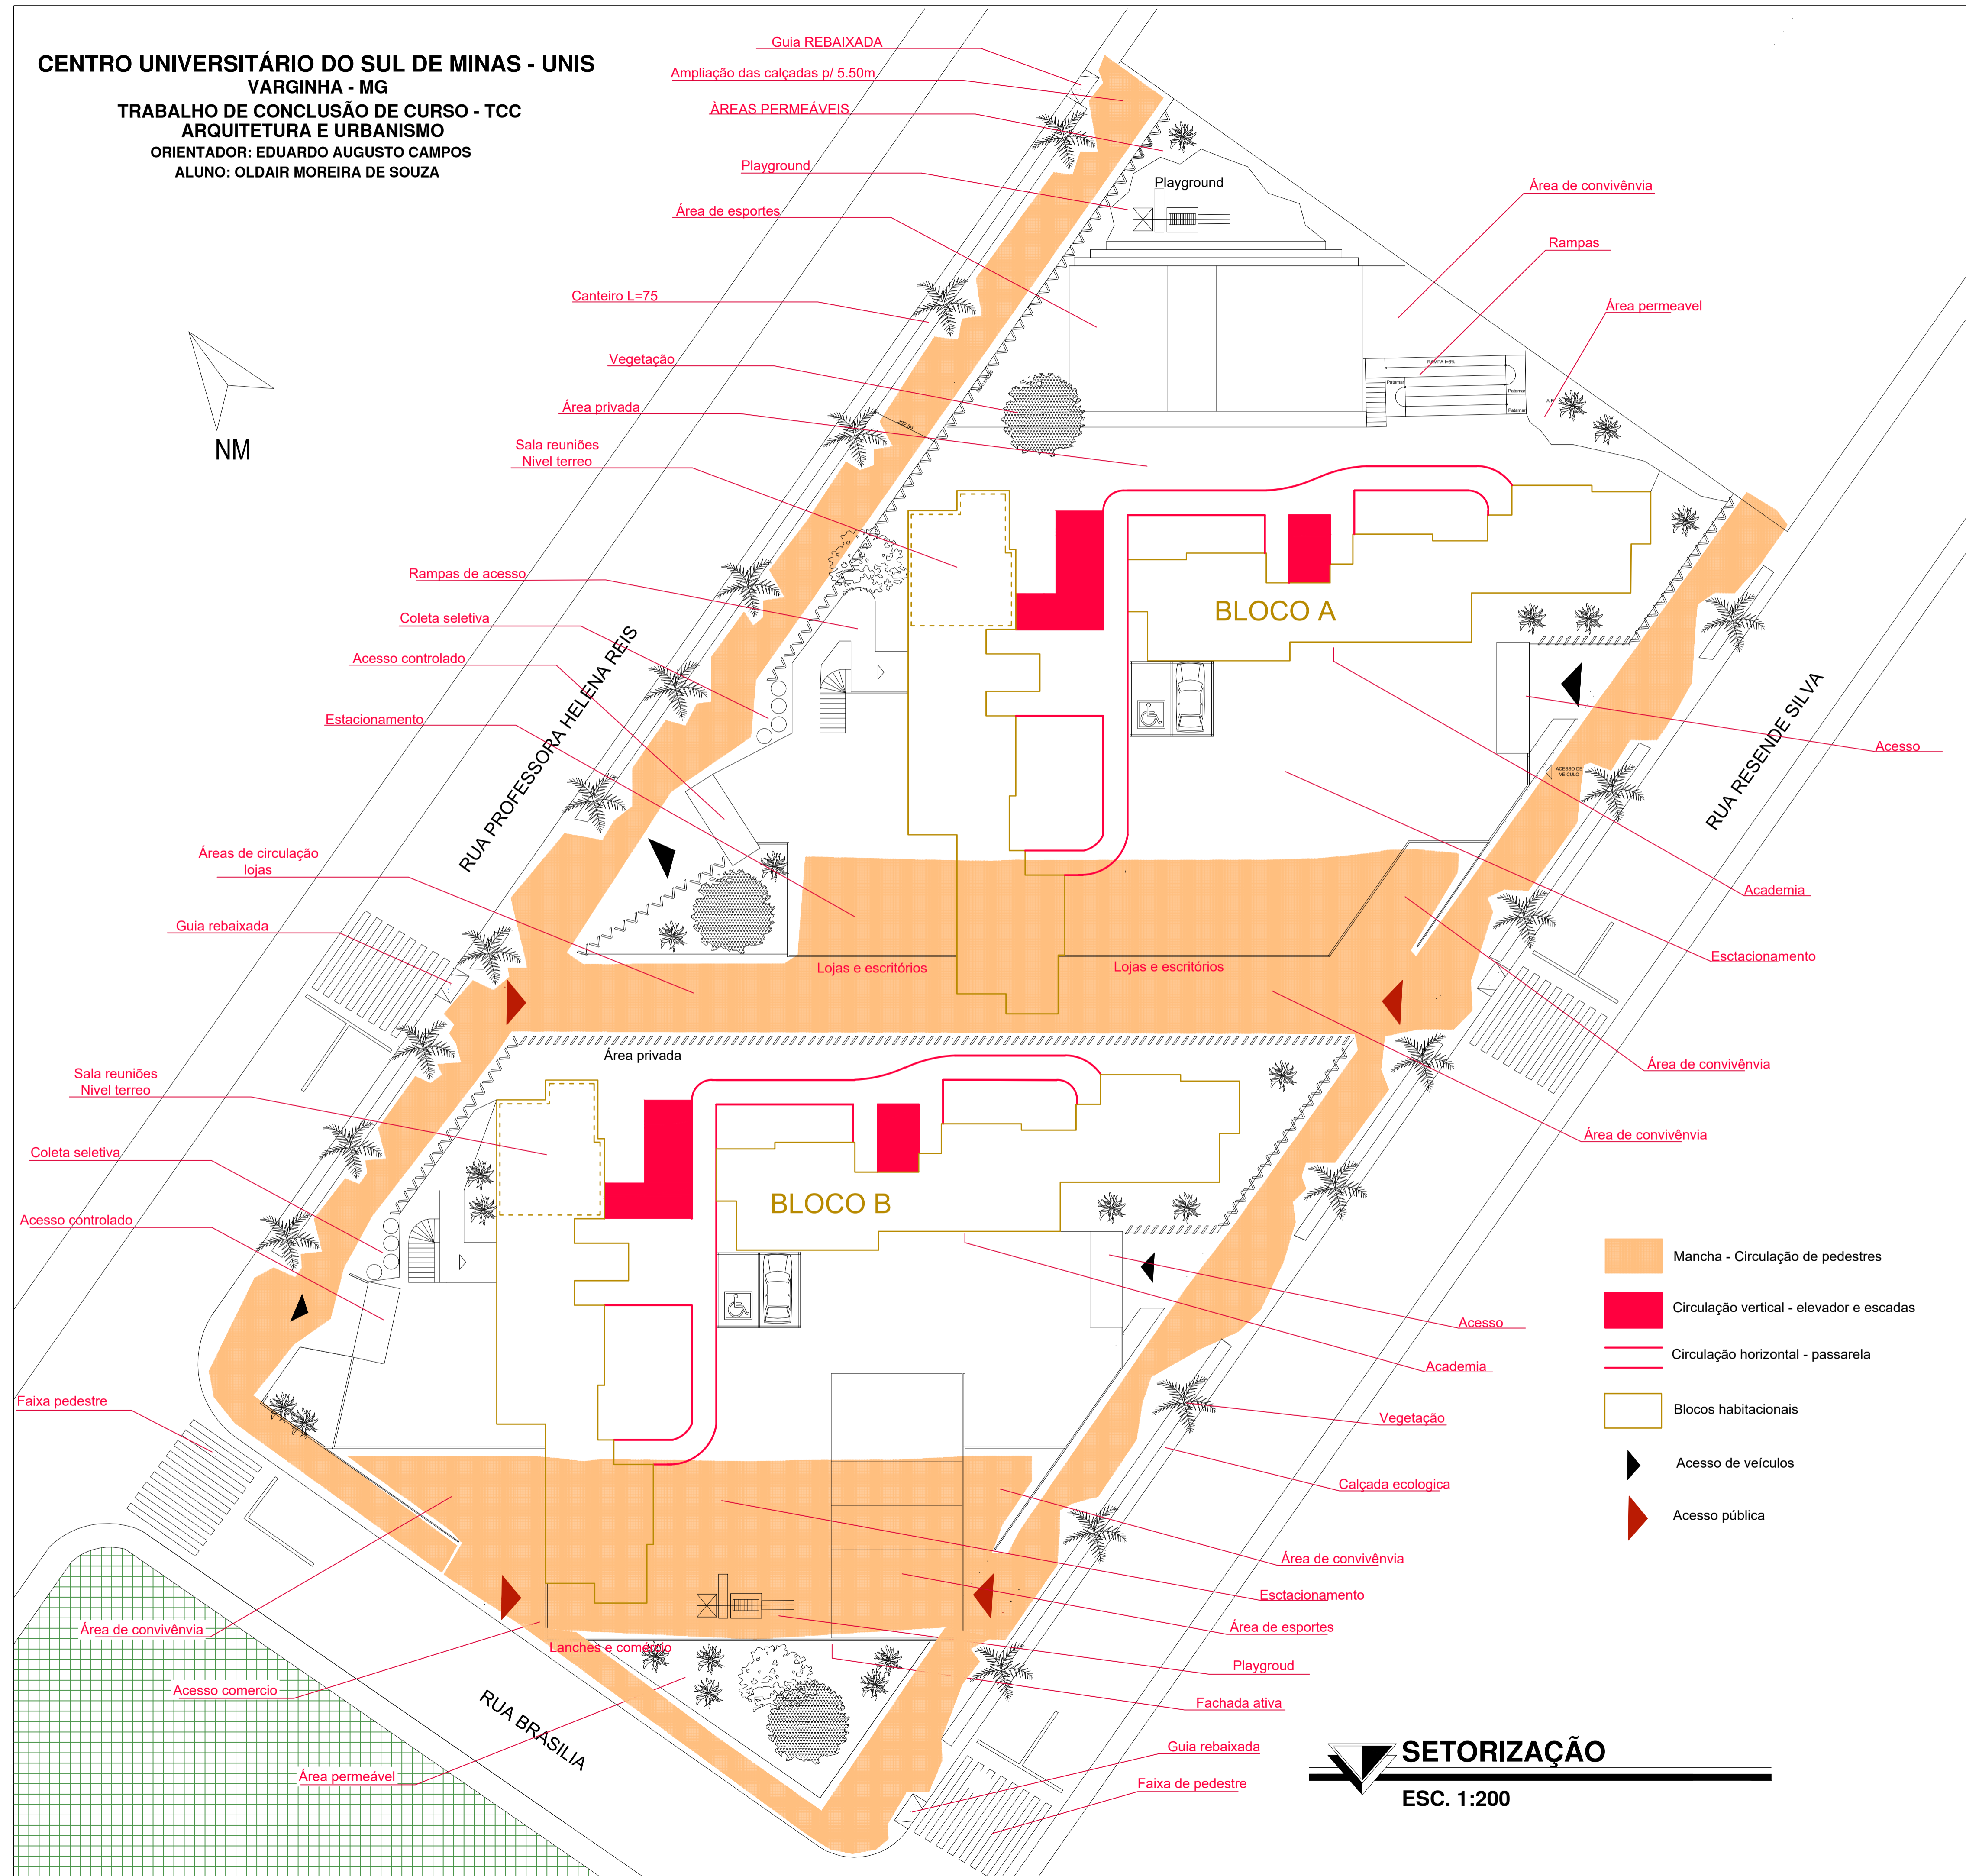 CENTRO UNIVERSITÁRIO DO SUL DE MINAS - UNIS
VARGINHA - MG
TRABALHO DE CONCLUSÃO DE CURSO - TCC
ARQUITETURA E URBANISMO
ORIENTADOR: EDUARDO AUGUSTO CAMPOS
ALUNO: OLDAIR MOREIRA DE SOUZA
Guia REBAIXADA
Ampliação das calçadas p/ 5.50m
ÀREAS PERMEÁVEIS
Playground
Playground
Área de esportes
Área de convivênvia
Rampas
Canteiro L=75
Área permeavel
Vegetação
RAMPA I=8%
Patamar
Patamar
Patamar
Área privada
Sala reuniões
Nivel terreo
NM
Rampas de acesso
Coleta seletiva
BLOCO A
Acesso controlado
RUA PROFESSORA HELENA REIS
Estacionamento
RUA RESENDE SILVA
Acesso
ACESSO DE
VEICULO
Áreas de circulação
lojas
Academia
Guia rebaixada
Esctacionamento
Lojas e escritórios
Lojas e escritórios
Área privada
Área de convivênvia
Sala reuniões
Nivel terreo
Área de convivênvia
Coleta seletiva
BLOCO B
Acesso controlado
Mancha - Circulação de pedestres
Circulação vertical - elevador e escadas
Acesso
Circulação horizontal - passarela
Academia
Faixa pedestre
Blocos habitacionais
Vegetação
Acesso de veículos
Calçada ecologica
Acesso pública
Área de convivênvia
Esctacionamento
Área de convivênvia
Área de esportes
Lanches e comércio
Playgroud
Acesso comercio
Fachada ativa
RUA BRASILIA
Guia rebaixada
Área permeável
Faixa de pedestre
SETORIZAÇÃO
ESC. 1:200